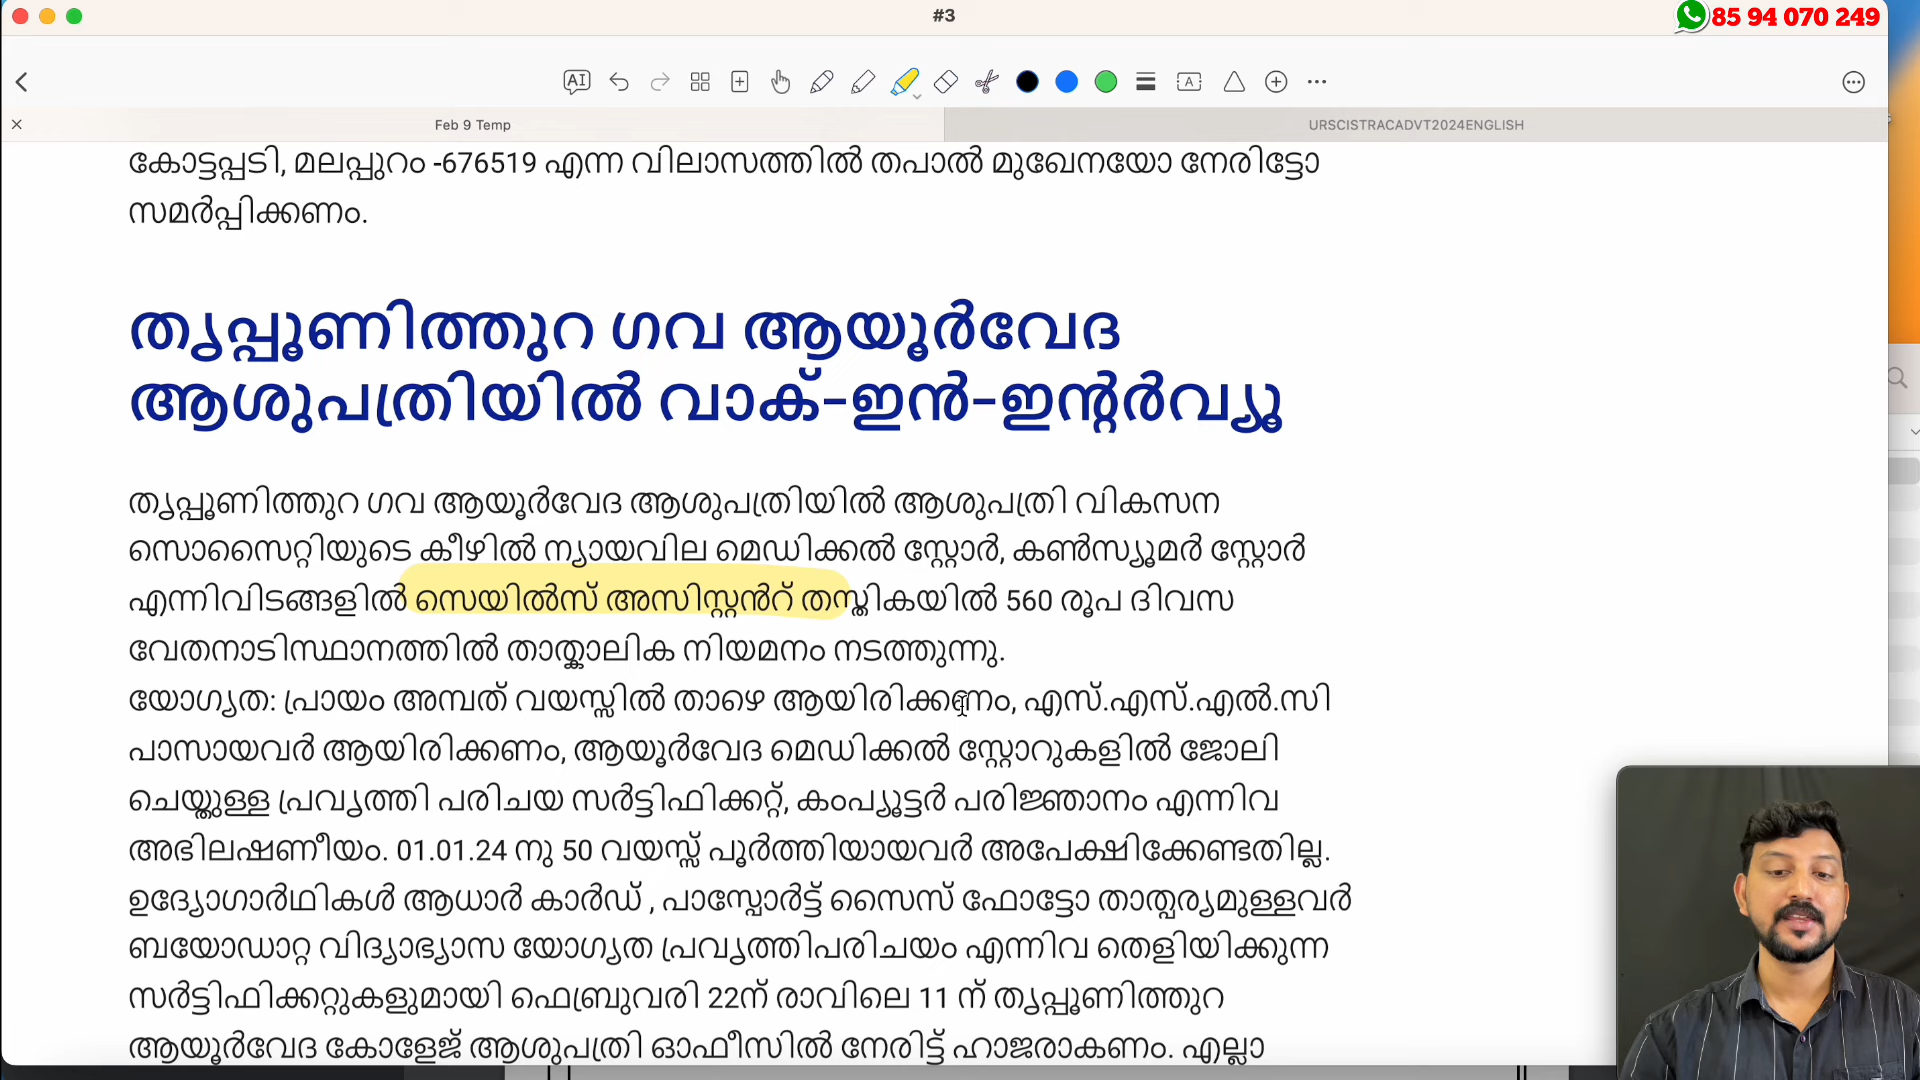 #3
85 94 070 249
AI
A
Feb 9 Temp
URSCISTRACADVT2024ENGLISH
കോട്ടപ്പടി, മലപ്പുറം -676519 എന്ന വിലാസത്തിൽ തപാൽ മുഖേനയോ നേരിട്ടോ
സമർപ്പിക്കണം.
തൃപ്പൂണിത്തുറ ഗവ ആയൂർവേദ
ആശുപത്രിയിൽ വാക്-ഇൻ-ഇന്റർവ്യൂ
തൃപ്പൂണിത്തുറ ഗവ ആയൂർവേദ ആശുപത്രിയിൽ ആശുപത്രി വികസന
സൊസൈറ്റിയുടെ കീഴിൽ ന്യായവില മെഡിക്കൽ സ്റ്റോർ, കൺസ്യൂമർ സ്റ്റോർ
എന്നിവിടങ്ങളിൽ സെയിൽസ് അസിസ്റ്റൻറ് തസ്തികയിൽ 560 രൂപ ദിവസ
വേതനാടിസ്ഥാനത്തിൽ താത്കാലിക നിയമനം നടത്തുന്നു.
യോഗ്യത: പ്രായം അമ്പത് വയസ്സിൽ താഴെ ആയിരിക്കണം, എസ്.എസ്.എൽ.സി
പാസായവർ ആയിരിക്കണം, ആയൂർവേദ മെഡിക്കൽ സ്റ്റോറുകളിൽ ജോലി
ചെയ്തുള്ള പ്രവൃത്തി പരിചയ സർട്ടിഫിക്കറ്റ്, കംപ്യൂട്ടർ പരിജ്ഞാനം എന്നിവ
അഭിലഷണീയം. 01.01.24 നു 50 വയസ്സ് പൂർത്തിയായവർ അപേക്ഷിക്കേണ്ടതില്ല.
ഉദ്യോഗാർഥികൾ ആധാർ കാർഡ് , പാസ്പോർട്ട് സൈസ് ഫോട്ടോ താത്പര്യമുള്ളവർ
ബയോഡാറ്റ വിദ്യാഭ്യാസ യോഗ്യത പ്രവൃത്തിപരിചയം എന്നിവ തെളിയിക്കുന്ന
സർട്ടിഫിക്കറ്റുകളുമായി ഫെബ്രുവരി 22ന് രാവിലെ 11 ന് തൃപ്പൂണിത്തുറ
ആയൂർവേദ കോളേജ് ആശുപത്രി ഓഫീസിൽ നേരിട്ട് ഹാജരാകണം. എല്ലാ